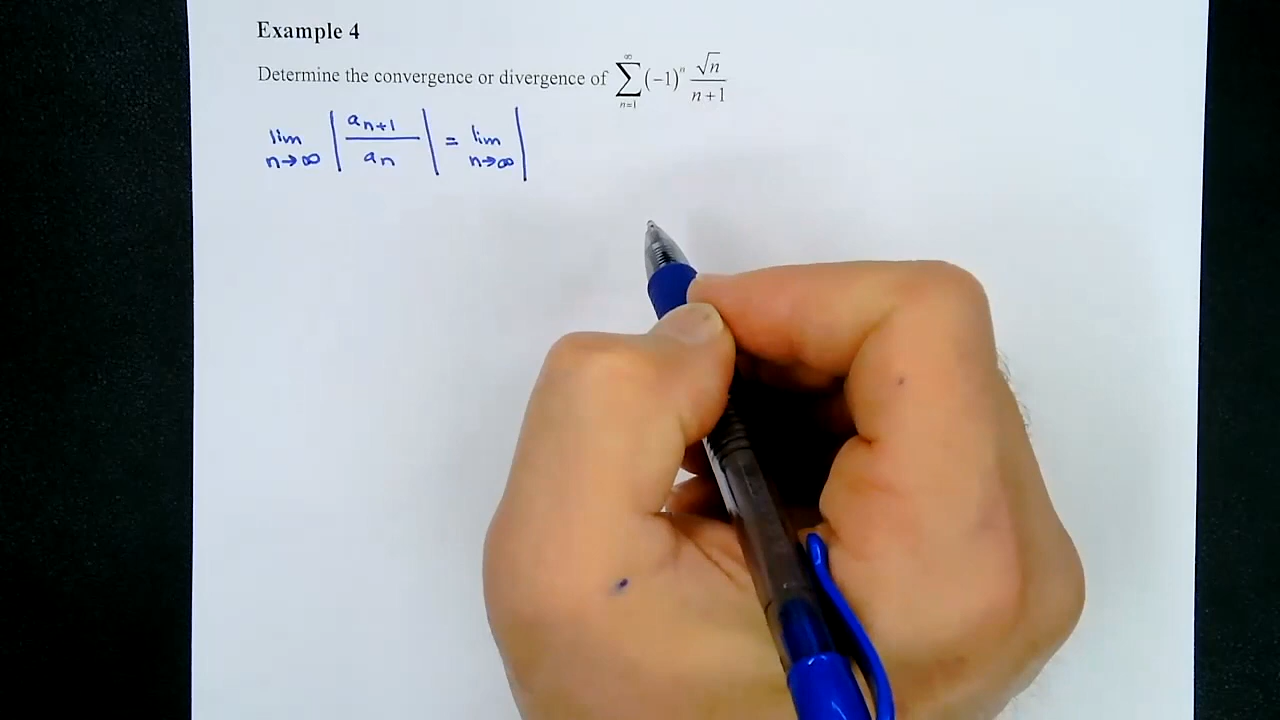 Example 4
Determine the convergence or divergence of ∑_{n=1}^{∞} (−1)^n √n / (n+1)
lim_{n→∞} | a_{n+1} / a_n | = lim_{n→∞} |